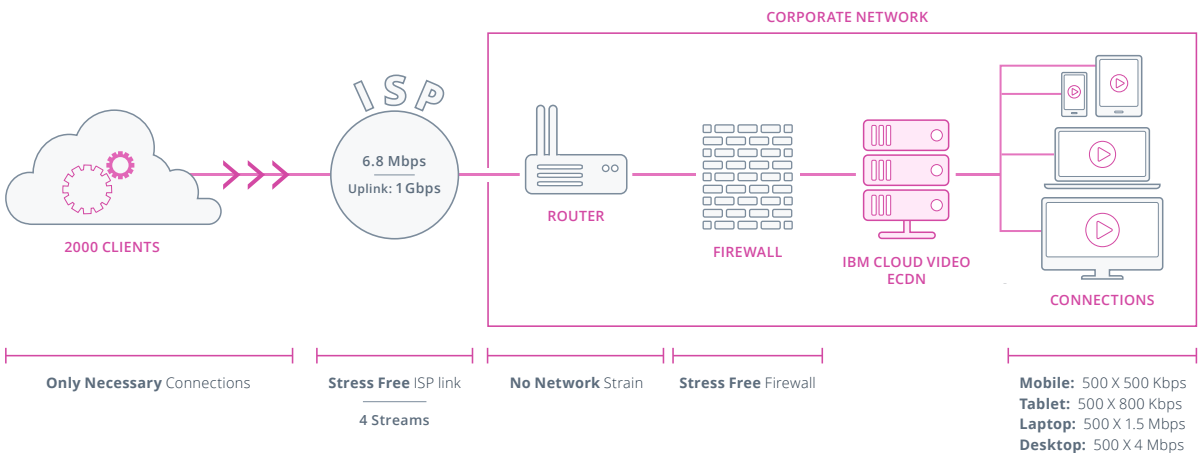 CORPORATE NETWORK
ISP
6.8 Mbps
Uplink: 1 Gbps
2000 CLIENTS
ROUTER
FIREWALL
IBM CLOUD VIDEO
ECDN
CONNECTIONS
Only Necessary Connections
Stress Free ISP link
4 Streams
No Network Strain
Stress Free Firewall
Mobile: 500 X 500 Kbps
Tablet: 500 X 800 Kbps
Laptop: 500 X 1.5 Mbps
Desktop: 500 X 4 Mbps